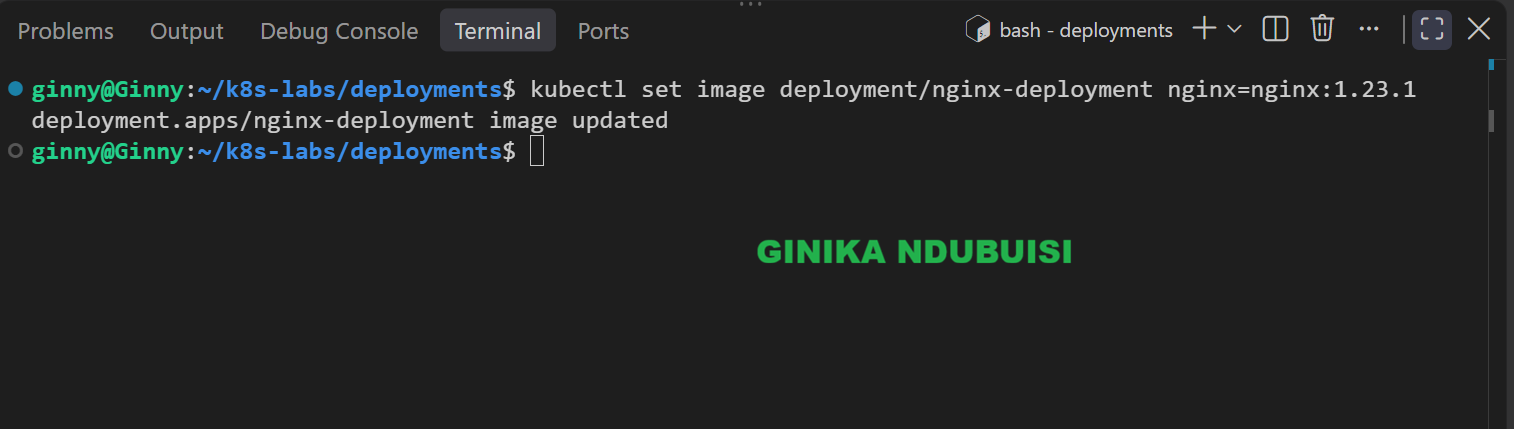 Problems Output Debug Console Terminal Ports bash - deployments
ginny@Ginny:~/k8s-labs/deployments$ kubectl set image deployment/nginx-deployment nginx=nginx:1.23.1
deployment.apps/nginx-deployment image updated
ginny@Ginny:~/k8s-labs/deployments$
GINIKA NDUBUISI